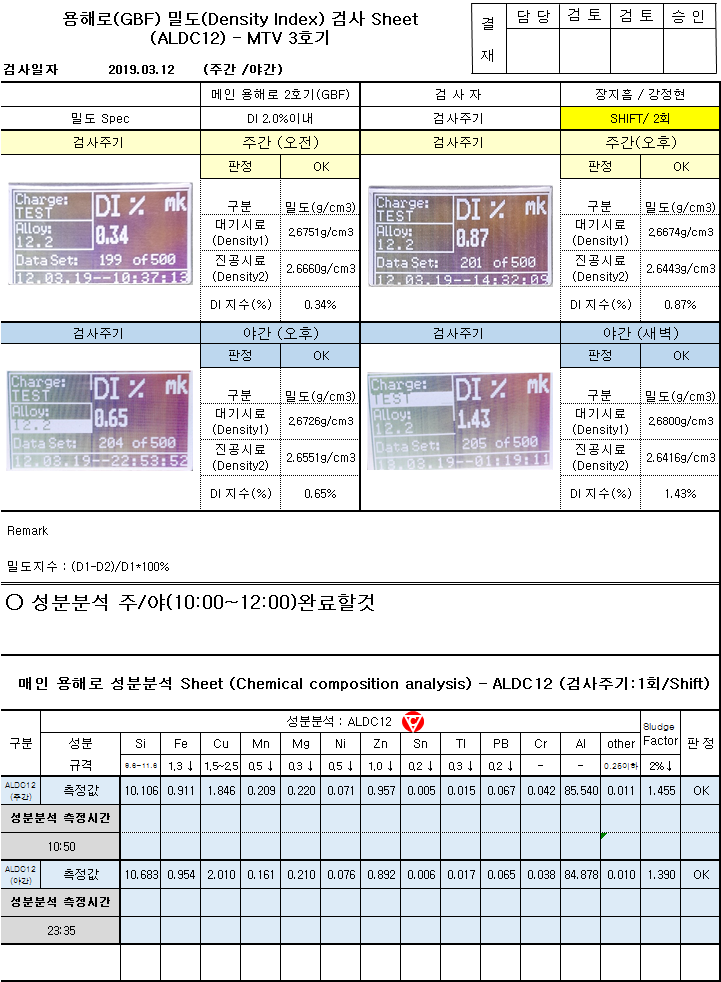 용해로(GBF) 밀도(Density Index) 검사 Sheet
(ALDC12) - MTV 3호기
결재 담 당 검 토 검 토 승 인
검사일자 2019.03.12 (주간 /야간)
메인 용해로 2호기(GBF) 검 사 자 장지흠 / 강정현
밀도 Spec DI 2.0%이내 검사주기 SHIFT/ 2회
검사주기 주간 (오전) 검사주기 주간(오후)
판정 OK 판정 OK
Charge: TEST DI % mk
Alloy: 12.2 0.34
Data Set: 199 of 500
12.03.19--10:37:13
구분 밀도(g/cm3)
대기시료 (Density1) 2,6751g/cm3
진공시료 (Density2) 2.6660g/cm3
DI 지수(%) 0.34%
Charge: TEST DI % mk
Alloy: 12.2 0.87
Data Set: 201 of 500
12.03.19--14:32:09
구분 밀도(g/cm3)
대기시료 (Density1) 2.6674g/cm3
진공시료 (Density2) 2.6443g/cm3
DI 지수(%) 0.87%
검사주기 야간 (오후) 검사주기 야간 (새벽)
판정 OK 판정 OK
Charge: TEST DI % mk
Alloy: 12.2 0.65
Data Set: 204 of 500
12.03.19--22:53:52
구분 밀도(g/cm3)
대기시료 (Density1) 2.6726g/cm3
진공시료 (Density2) 2.6551g/cm3
DI 지수(%) 0.65%
Charge: TEST DI % mk
Alloy: 12.2 1.43
Data Set: 205 of 500
12.03.19--01:19:11
구분 밀도(g/cm3)
대기시료 (Density1) 2.6800g/cm3
진공시료 (Density2) 2.6416g/cm3
DI 지수(%) 1.43%
Remark
밀도지수 : (D1-D2)/D1*100%
○ 성분분석 주/야(10:00~12:00)완료할것
매인 용해로 성분분석 Sheet (Chemical composition analysis) - ALDC12 (검사주기:1회/Shift)
성분분석 : ALDC12
구분 성분 Si Fe Cu Mn Mg Ni Zn Sn TI PB Cr Al other Sludge Factor 판 정
규격 9.6~11.6 1,3 ↓ 1,5~2,5 0,5 ↓ 0,3 ↓ 0,5 ↓ 1,0 ↓ 0,2 ↓ 0,3 ↓ 0,2 ↓ - - 0.25이하 2%↓
ALDC12 (주간) 측정값 10.106 0.911 1.846 0.209 0.220 0.071 0.957 0.005 0.015 0.067 0.042 85.540 0.011 1.455 OK
성분분석 측정시간
10:50
ALDC12 (야간) 측정값 10.683 0.954 2.010 0.161 0.210 0.076 0.892 0.006 0.017 0.065 0.038 84.878 0.010 1.390 OK
성분분석 측정시간
23:35